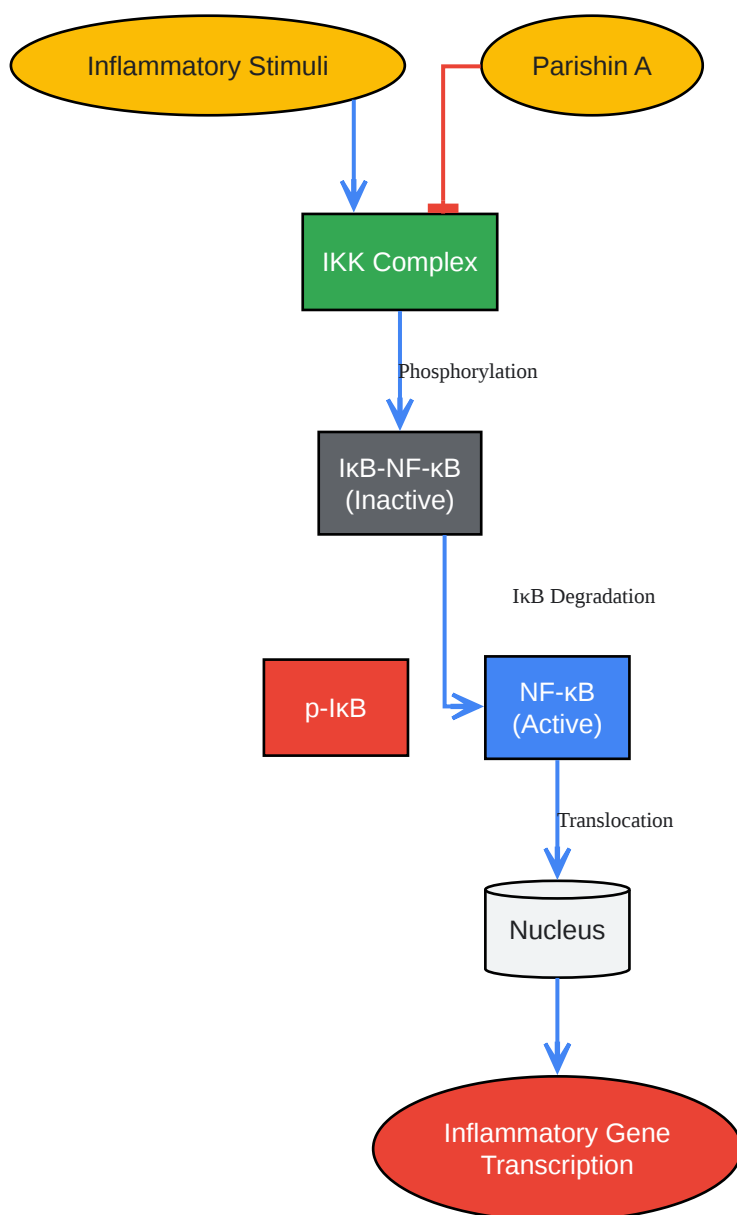 Inflammatory Stimuli
Parishin A
IKK Complex
Phosphorylation
IκB-NF-κB
(Inactive)
IκB Degradation
p-IκB
NF-κB
(Active)
Translocation
Nucleus
Inflammatory Gene
Transcription